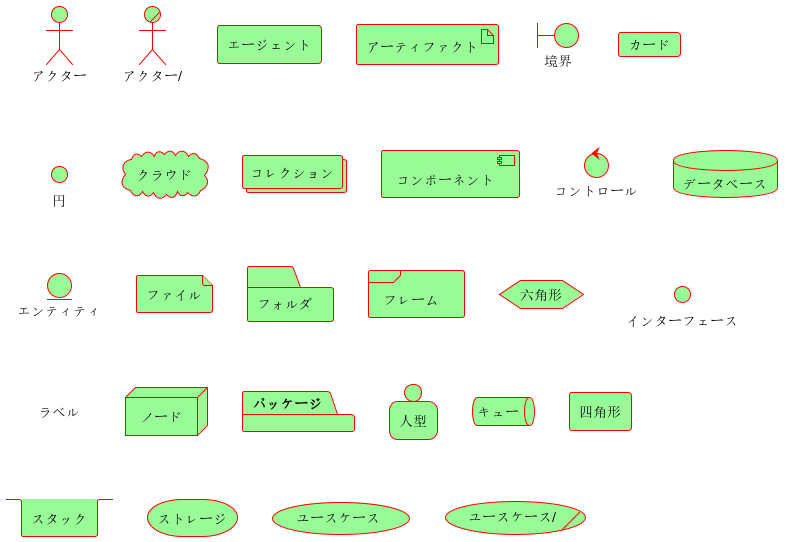 アクター
アクター/
エージェント
アーティファクト
境界
カード
円
クラウド
コレクション
コンポーネント
コントロール
データベース
エンティティ
ファイル
フォルダ
フレーム
六角形
インターフェース
ラベル
ノード
パッケージ
人型
キュー
四角形
スタック
ストレージ
ユースケース
ユースケース/